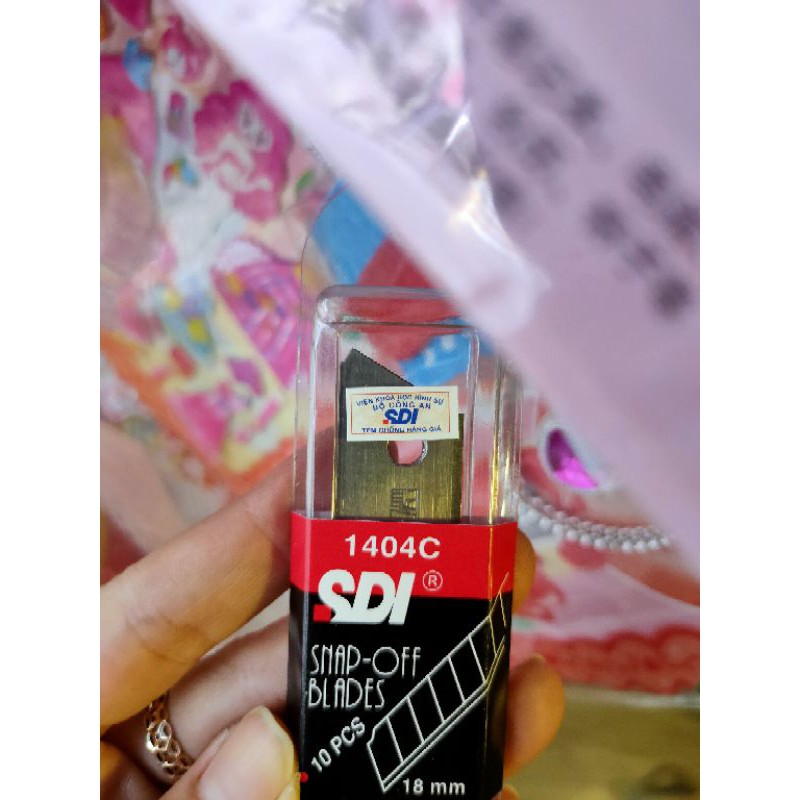 VIỆN KHOA HỌC HÌNH SỰ
BỘ CÔNG AN
SDI
TEM CHỐNG HÀNG GIẢ
1404C
SDI®
SNAP-OFF
BLADES
10 PCS
18 mm